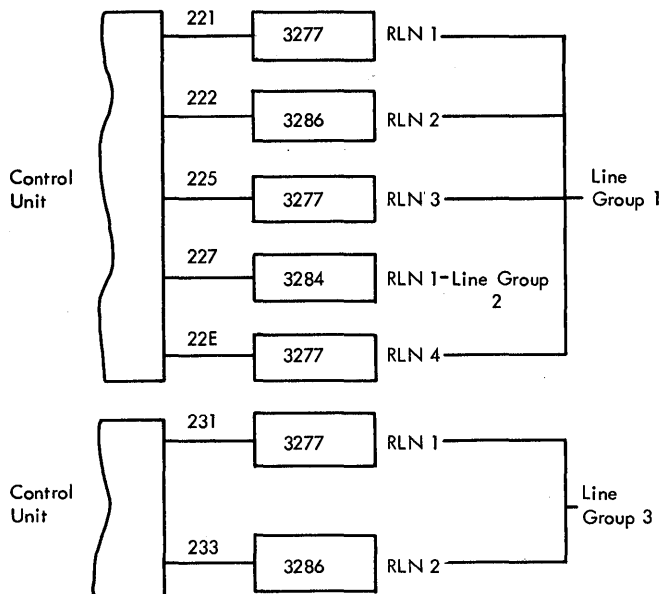 221
3277 RLN 1
222
3286 RLN 2
Control
Unit
225
3277 RLN 3
Line
Group 1
227
3284 RLN 1-Line Group
2
22E
3277 RLN 4
231
3277 RLN 1
Control
Unit
Line
Group 3
233
3286 RLN 2